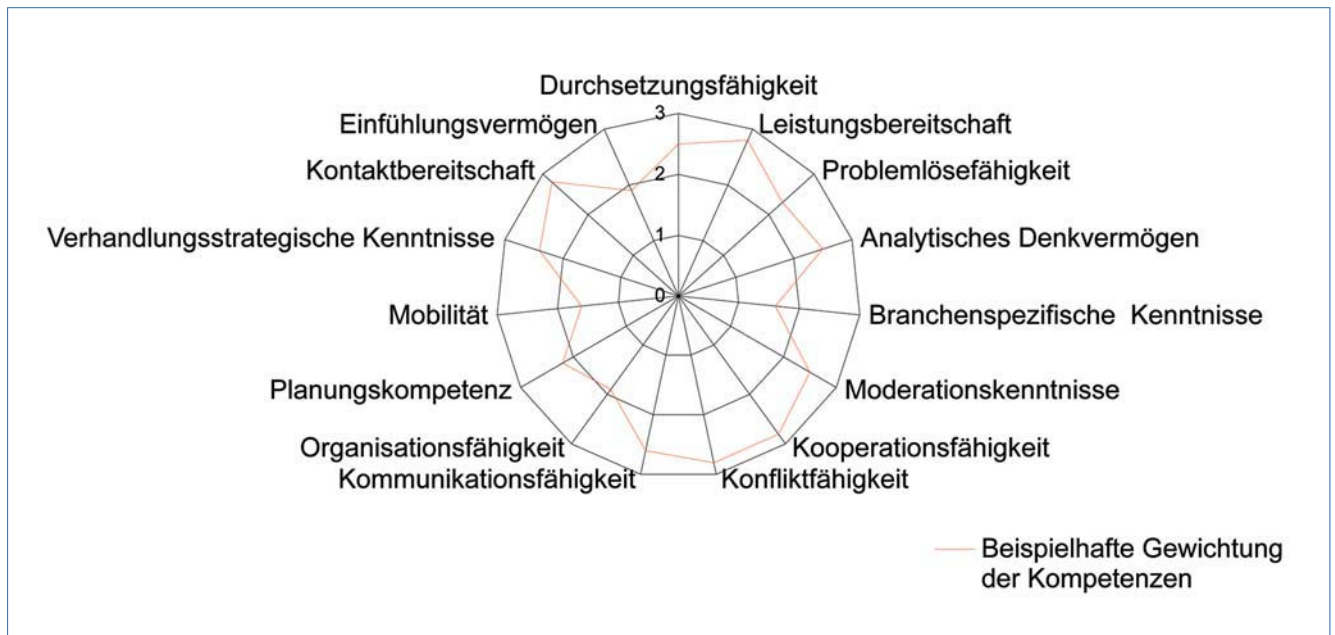 Durchsetzungsfähigkeit
3
Einfühlungsvermögen
Leistungsbereitschaft
Kontaktbereitschaft
2
Problemlösefähigkeit
Verhandlungsstrategische Kenntnisse
1
Analytisches Denkvermögen
0
Mobilität
Branchenspezifische Kenntnisse
Planungskompetenz
Moderationskenntnisse
Organisationsfähigkeit
Kooperationsfähigkeit
Kommunikationsfähigkeit
Konfliktfähigkeit
Beispielhafte Gewichtung
der Kompetenzen